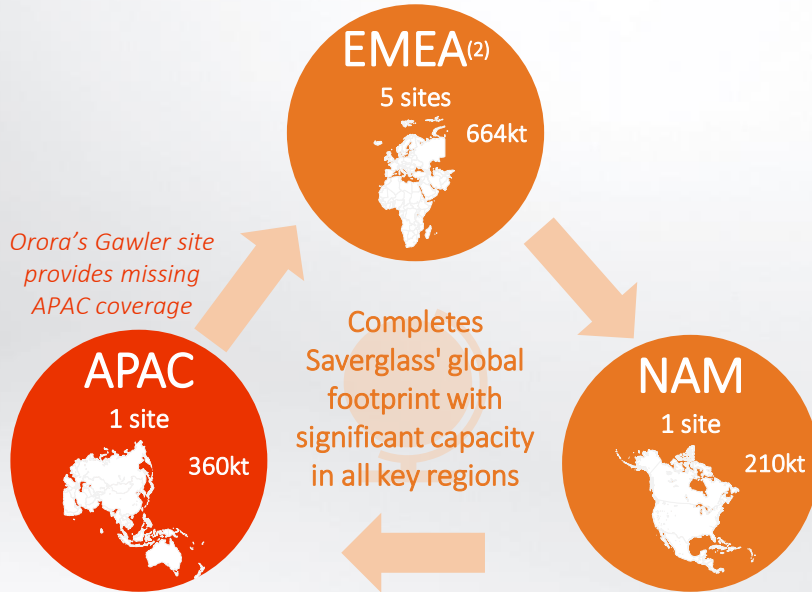 EMEA(2)
5 sites
664kt
Orora’s Gawler site
provides missing
APAC coverage
APAC
1 site
360kt
Completes
Saverglass' global
footprint with
significant capacity
in all key regions
NAM
1 site
210kt